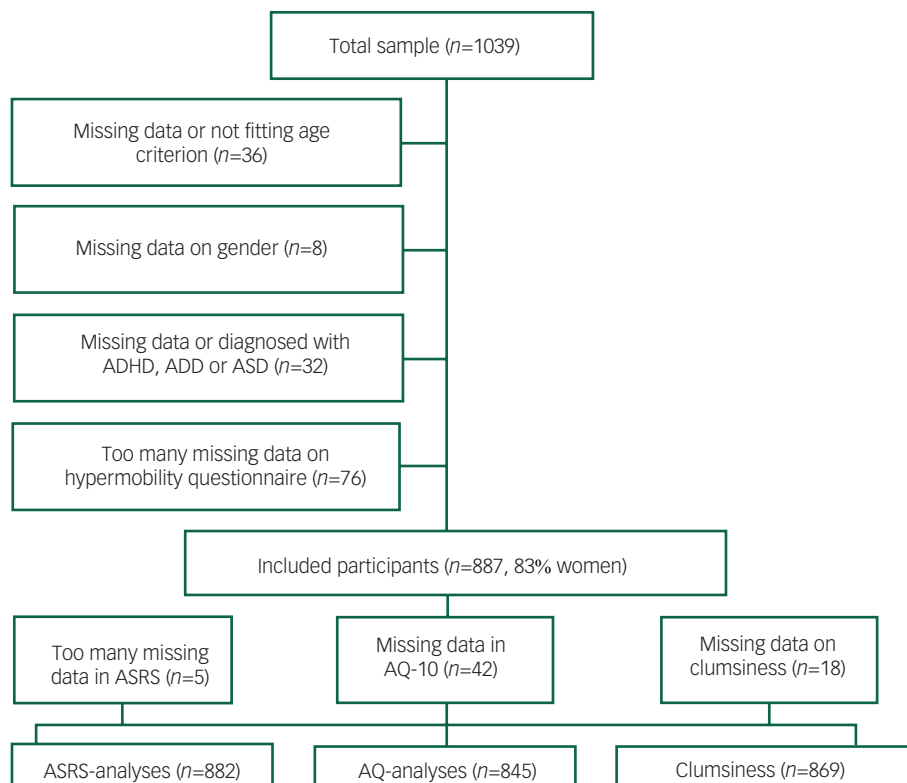 Total sample (n=1039)
Missing data or not fitting age
criterion (n=36)
Missing data on gender (n=8)
Missing data or diagnosed with
ADHD, ADD or ASD (n=32)
Too many missing data on
hypermobility questionnaire (n=76)
Included participants (n=887, 83% women)
Too many missing
data in ASRS (n=5)
Missing data in
AQ-10 (n=42)
Missing data on
clumsiness (n=18)
ASRS-analyses (n=882)
AQ-analyses (n=845)
Clumsiness (n=869)